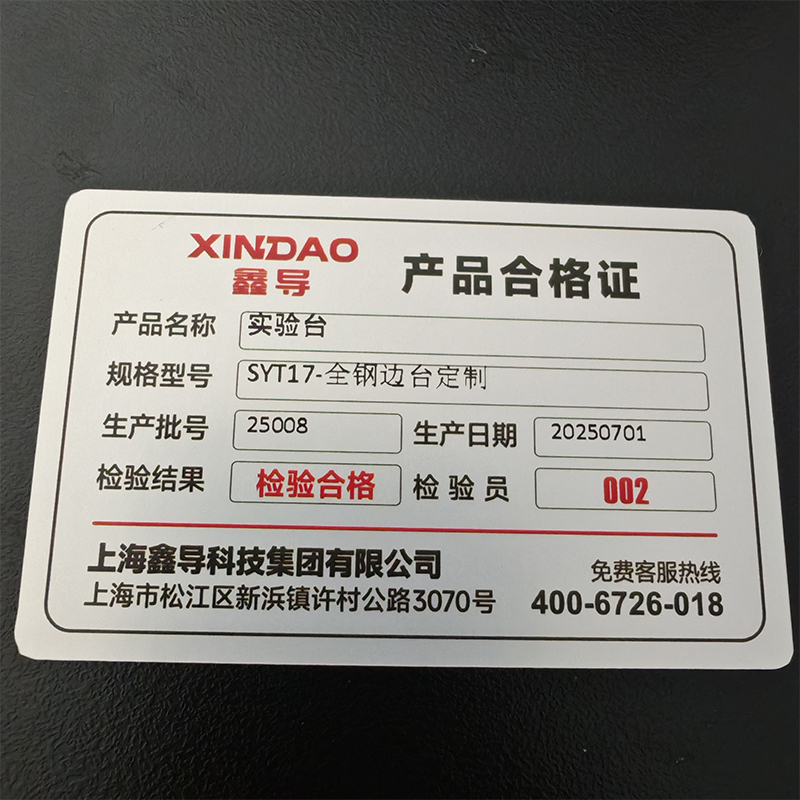 XINDAO
鑫导
产品合格证
产品名称 实验台
规格型号 SYT17-全钢边台定制
生产批号 25008 生产日期 20250701
检验结果 检验合格 检验员 002
上海鑫导科技集团有限公司 免费客服热线
上海市松江区新浜镇许村公路3070号 400-6726-018